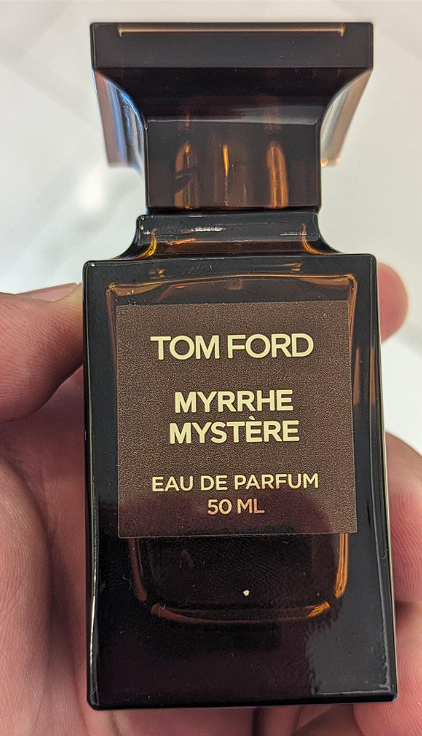 TOM FORD
MYRRHE
MYSTÈRE
EAU DE PARFUM
50 ML